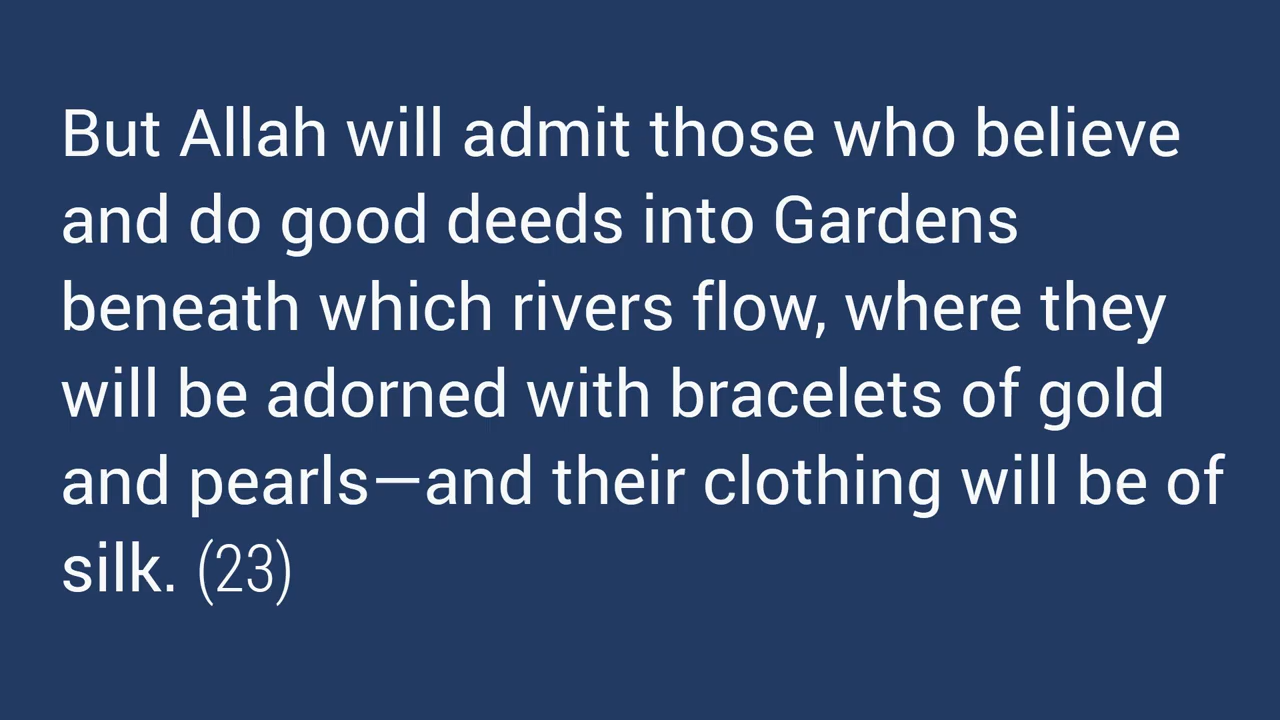 But Allah will admit those who believe
and do good deeds into Gardens
beneath which rivers flow, where they
will be adorned with bracelets of gold
and pearls—and their clothing will be of
silk. (23)